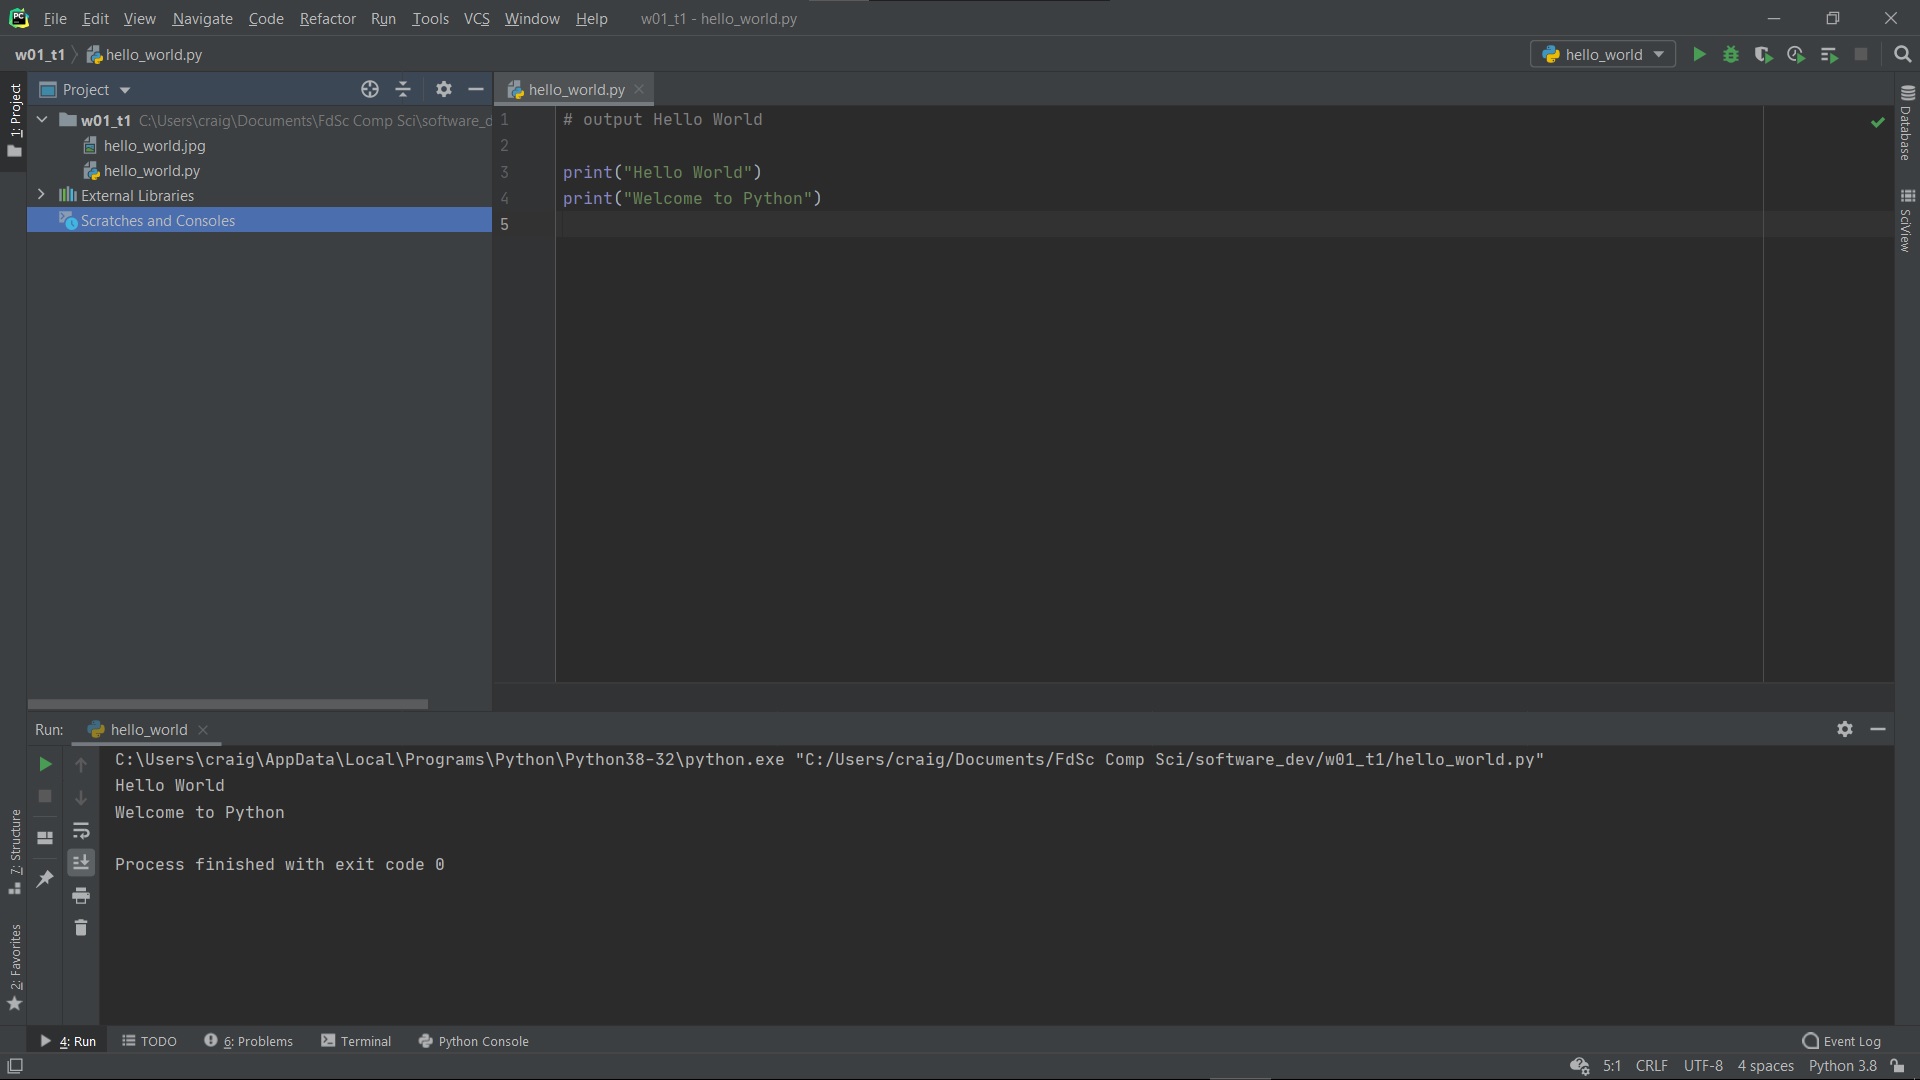 File Edit View Navigate Code Refactor Run Tools VCS Window Help w01_t1 - hello_world.py
w01_t1 hello_world.py
hello_world
1: Project
Project
hello_world.py
w01_t1 C:\Users\craig\Documents\FdSc Comp Sci\software_d
hello_world.jpg
hello_world.py
External Libraries
Scratches and Consoles
1 # output Hello World
2
3 print("Hello World")
4 print("Welcome to Python")
5
Database
SciView
Run: hello_world
C:\Users\craig\AppData\Local\Programs\Python\Python38-32\python.exe "C:/Users/craig/Documents/FdSc Comp Sci/software_dev/w01_t1/hello_world.py"
Hello World
Welcome to Python
Process finished with exit code 0
7: Structure
2: Favorites
4: Run TODO 6: Problems Terminal Python Console Event Log
5:1 CRLF UTF-8 4 spaces Python 3.8